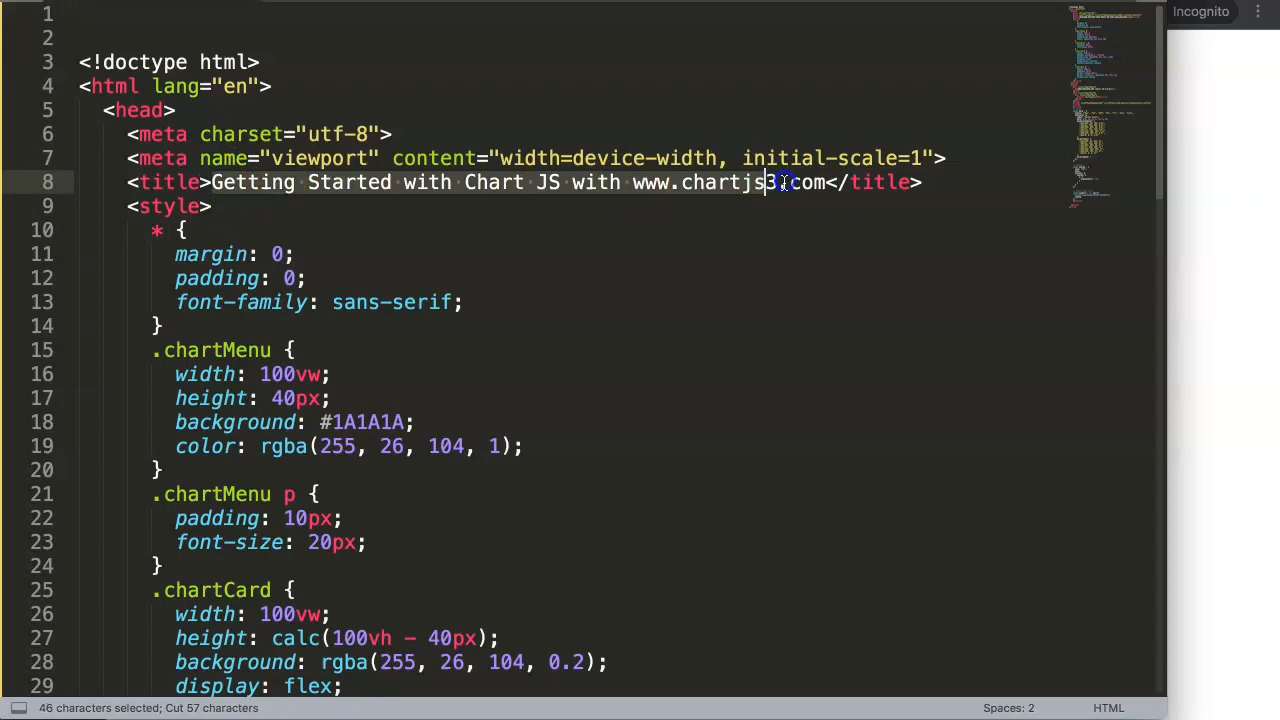 Incognito
1
2
3 <!doctype html>
4 <html lang="en">
5 <head>
6 <meta charset="utf-8">
7 <meta name="viewport" content="width=device-width, initial-scale=1">
8 <title>Getting Started with Chart JS with www.chartjs3.com</title>
9 <style>
10 * {
11 margin: 0;
12 padding: 0;
13 font-family: sans-serif;
14 }
15 .chartMenu {
16 width: 100vw;
17 height: 40px;
18 background: #1A1A1A;
19 color: rgba(255, 26, 104, 1);
20 }
21 .chartMenu p {
22 padding: 10px;
23 font-size: 20px;
24 }
25 .chartCard {
26 width: 100vw;
27 height: calc(100vh - 40px);
28 background: rgba(255, 26, 104, 0.2);
29 display: flex;
46 characters selected; Cut 57 characters
Spaces: 2
HTML